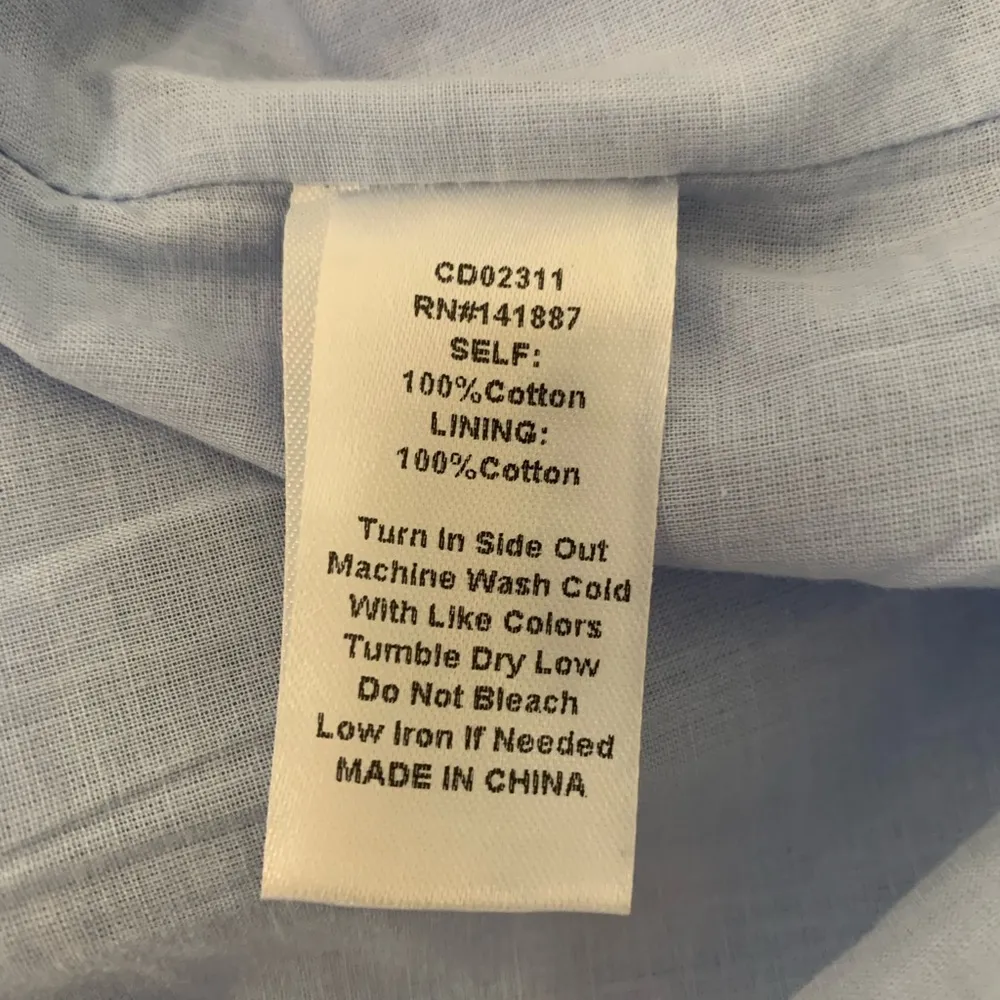 CD02311
RN#141887
SELF:
100%Cotton
LINING:
100%Cotton
Turn In Side Out
Machine Wash Cold
With Like Colors
Tumble Dry Low
Do Not Bleach
Low Iron If Needed
MADE IN CHINA